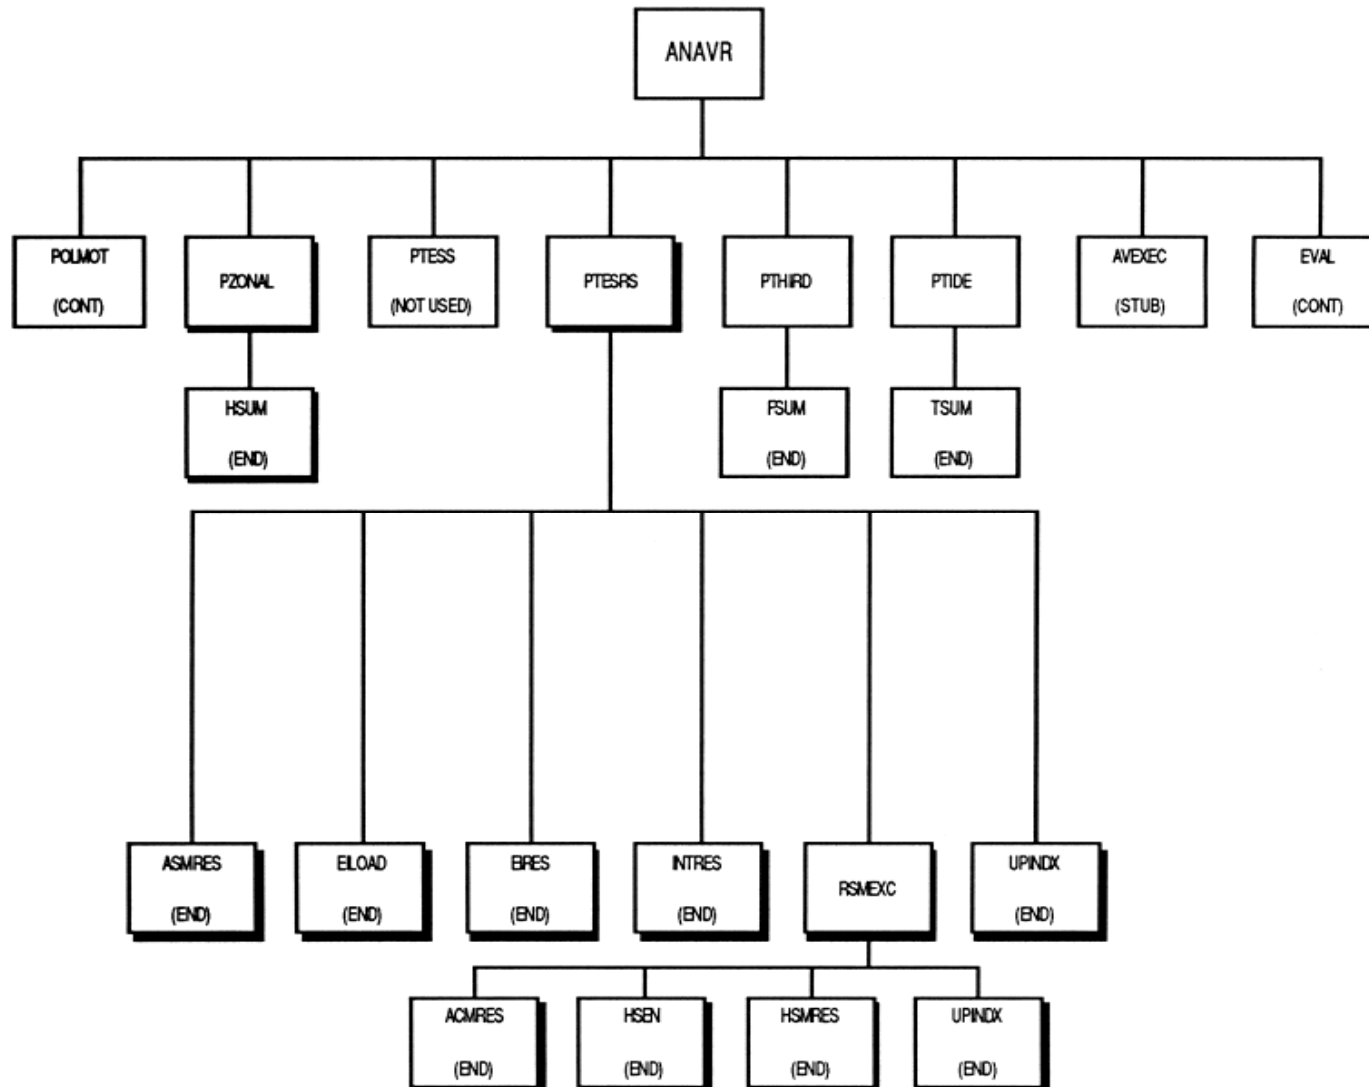 ANAVR
POLMOT
(CONT)
PZONAL
PTESS
(NOT USED)
PTESRS
PTHIRD
PTIDE
AVEXEC
(STUB)
EVAL
(CONT)
HSUM
(END)
FSUM
(END)
TSUM
(END)
ASMRES
(END)
EILOAD
(END)
EIRES
(END)
INTRES
(END)
RSMEXC
UPINDX
(END)
ACMRES
(END)
HSEN
(END)
HSMRES
(END)
UPINDX
(END)